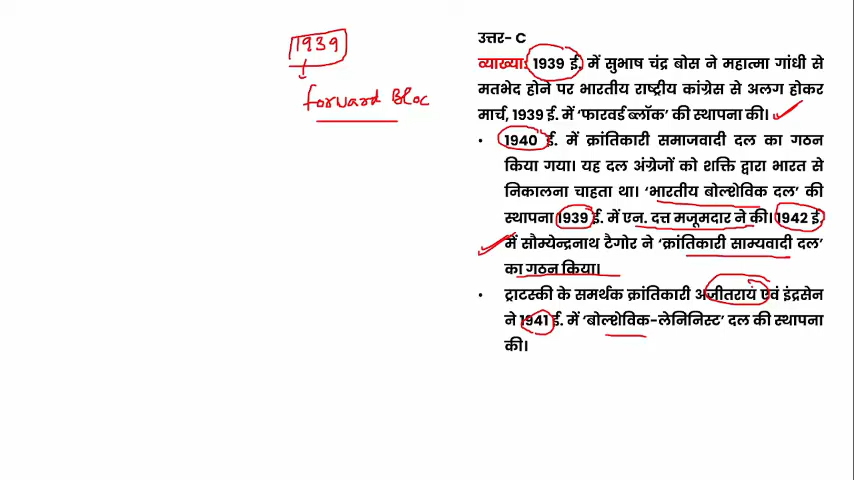 1939
Forward Bloc
उत्तर- C
व्याख्या: 1939 ई. में सुभाष चंद्र बोस ने महात्मा गांधी से
मतभेद होने पर भारतीय राष्ट्रीय कांग्रेस से अलग होकर
मार्च, 1939 ई. में 'फारवर्ड ब्लॉक' की स्थापना की।
• 1940 ई. में क्रांतिकारी समाजवादी दल का गठन
किया गया। यह दल अंग्रेजों को शक्ति द्वारा भारत से
निकालना चाहता था। 'भारतीय बोल्शेविक दल' की
स्थापना 1939 ई. में एन. दत्त मजूमदार ने की। 1942 ई.
में सौम्येन्द्रनाथ टैगोर ने 'क्रांतिकारी साम्यवादी दल'
का गठन किया।
• ट्राटस्की के समर्थक क्रांतिकारी अजीतरायं एवं इंद्रसेन
ने 1941 ई. में 'बोल्शेविक-लेनिनिस्ट' दल की स्थापना
की।